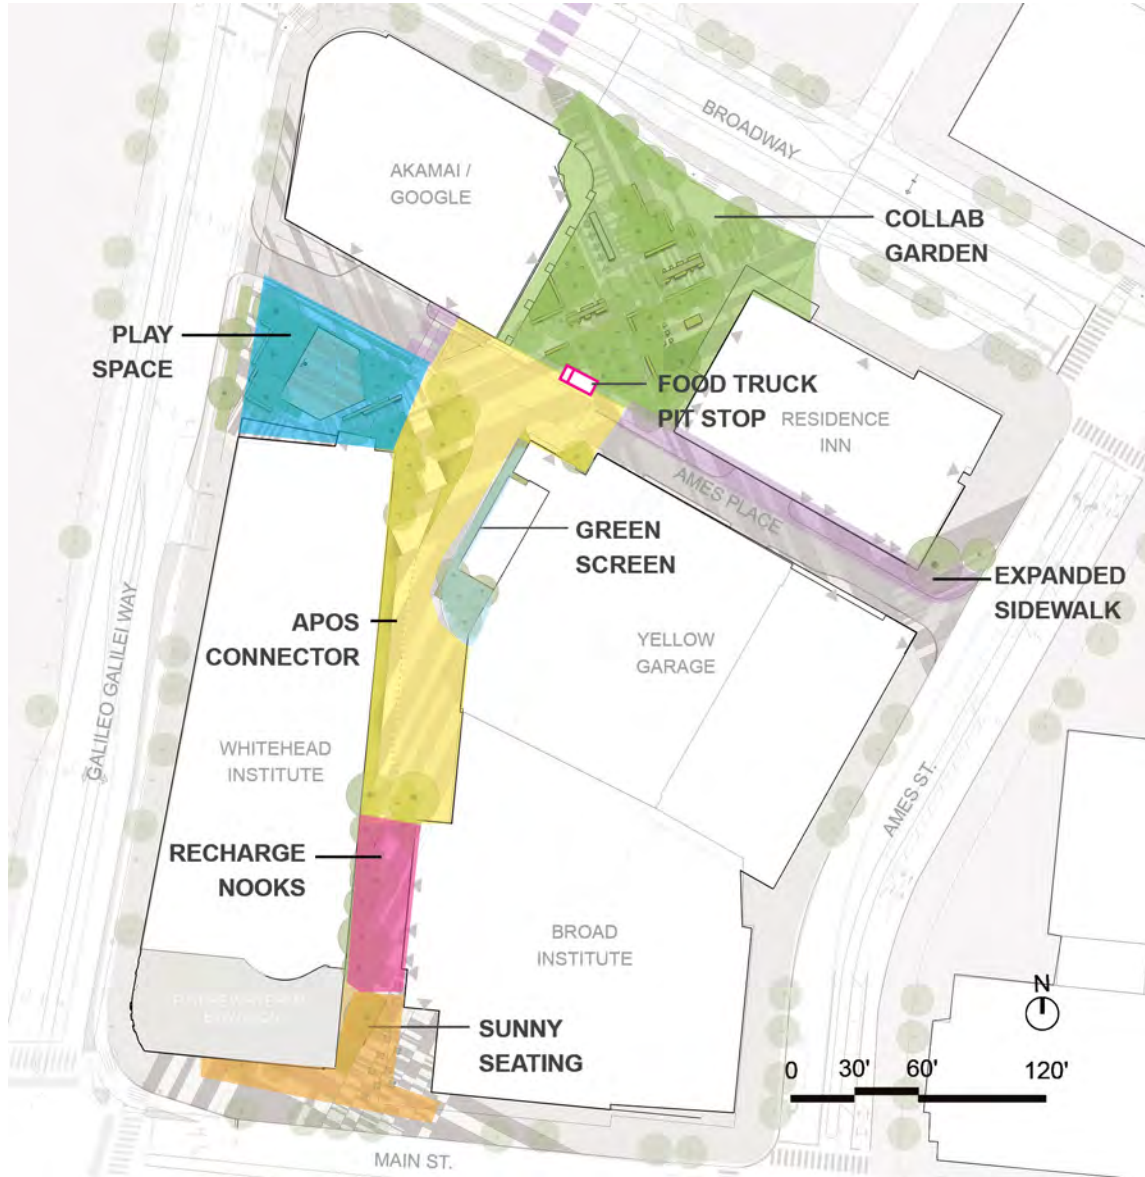 BROADWAY
AKAMAI /
GOOGLE
COLLAB
GARDEN
PLAY
SPACE
FOOD TRUCK
PIT STOP
RESIDENCE
INN
AMES PLACE
GREEN
SCREEN
EXPANDED
SIDEWALK
APOS
CONNECTOR
YELLOW
GARAGE
GALILEO GALILEI WAY
WHITEHEAD
INSTITUTE
AMES ST.
RECHARGE
NOOKS
BROAD
INSTITUTE
N
SUNNY
SEATING
0 30' 60' 120'
MAIN ST.